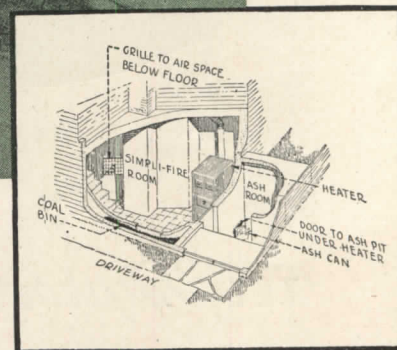 GRILLE TO AIR SPACE
BELOW FLOOR
SIMPLI-FIRE
ROOM
ASH
ROOM
HEATER
COAL
BIN
DOOR TO ASH PIT
UNDER HEATER
ASH CAN
DRIVEWAY